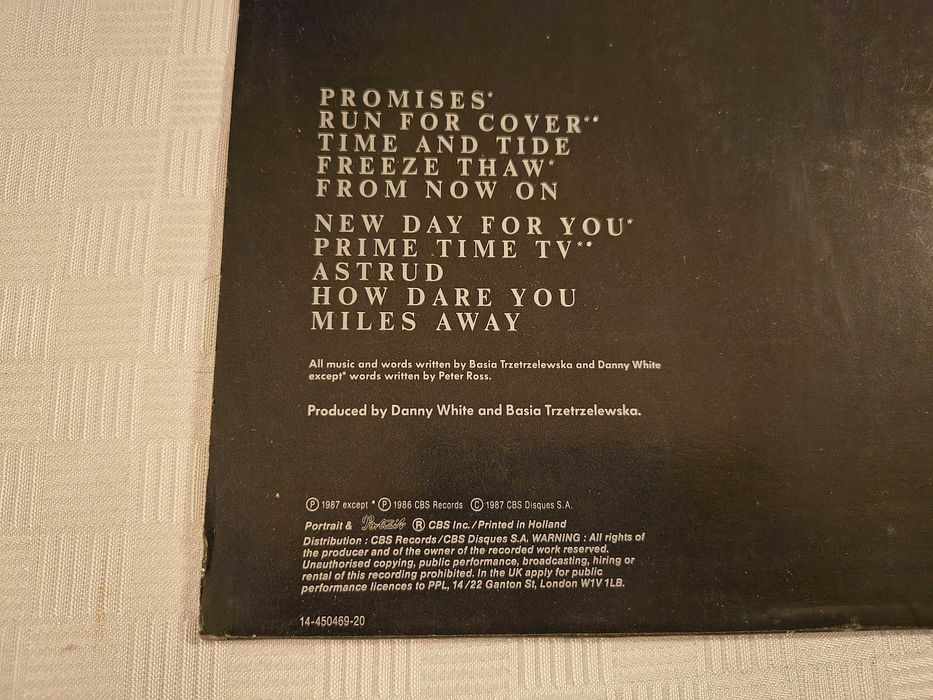 PROMISES*
RUN FOR COVER**
TIME AND TIDE
FREEZE THAW*
FROM NOW ON
NEW DAY FOR YOU*
PRIME TIME TV**
ASTRUD
HOW DARE YOU
MILES AWAY
All music and words written by Basia Trzetrzelewska and Danny White
except* words written by Peter Ross.
Produced by Danny White and Basia Trzetrzelewska.
Ⓟ 1987 except * Ⓟ 1986 CBS Records © 1987 CBS Disques S.A.
Portrait & Portrait ® CBS Inc./Printed in Holland
Distribution : CBS Records/CBS Disques S.A. WARNING : All rights of
the producer and of the owner of the recorded work reserved.
Unauthorised copying, public performance, broadcasting, hiring or
rental of this recording prohibited. In the UK apply for public
performance licences to PPL, 14/22 Ganton St, London W1V 1LB.
14-450469-20